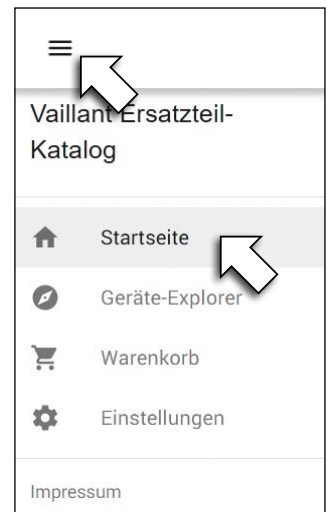 Vaillant Ersatzteil-
Katalog
Startseite
Geräte-Explorer
Warenkorb
Einstellungen
Impressum